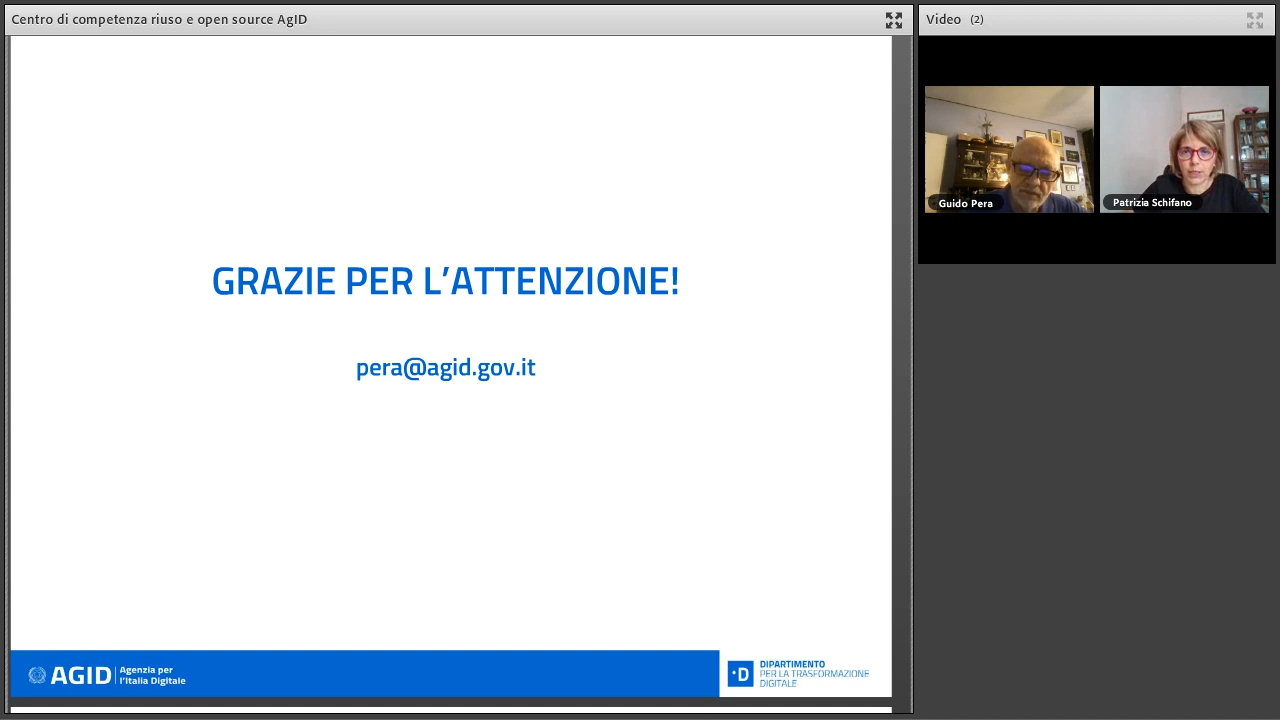 Centro di competenza riuso e open source AgID
Video (2)
Guido Pera
Patrizia Schifano
GRAZIE PER L’ATTENZIONE!
pera@agid.gov.it
AGID
Agenzia per
l’Italia Digitale
D
DIPARTIMENTO
PER LA TRASFORMAZIONE
DIGITALE